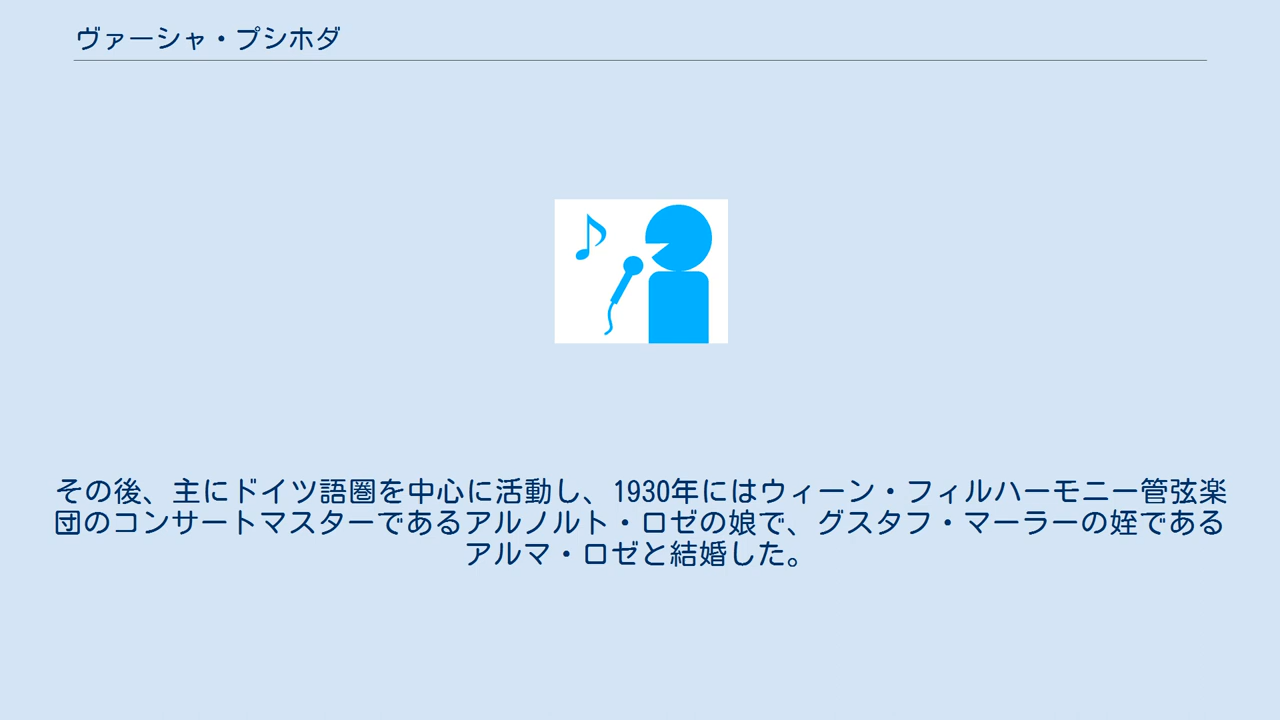 ヴァーシャ・プシホダ
その後、主にドイツ語圏を中心に活動し、1930年にはウィーン・フィルハーモニー管弦楽
団のコンサートマスターであるアルノルト・ロゼの娘で、グスタフ・マーラーの姪である
アルマ・ロゼと結婚した。